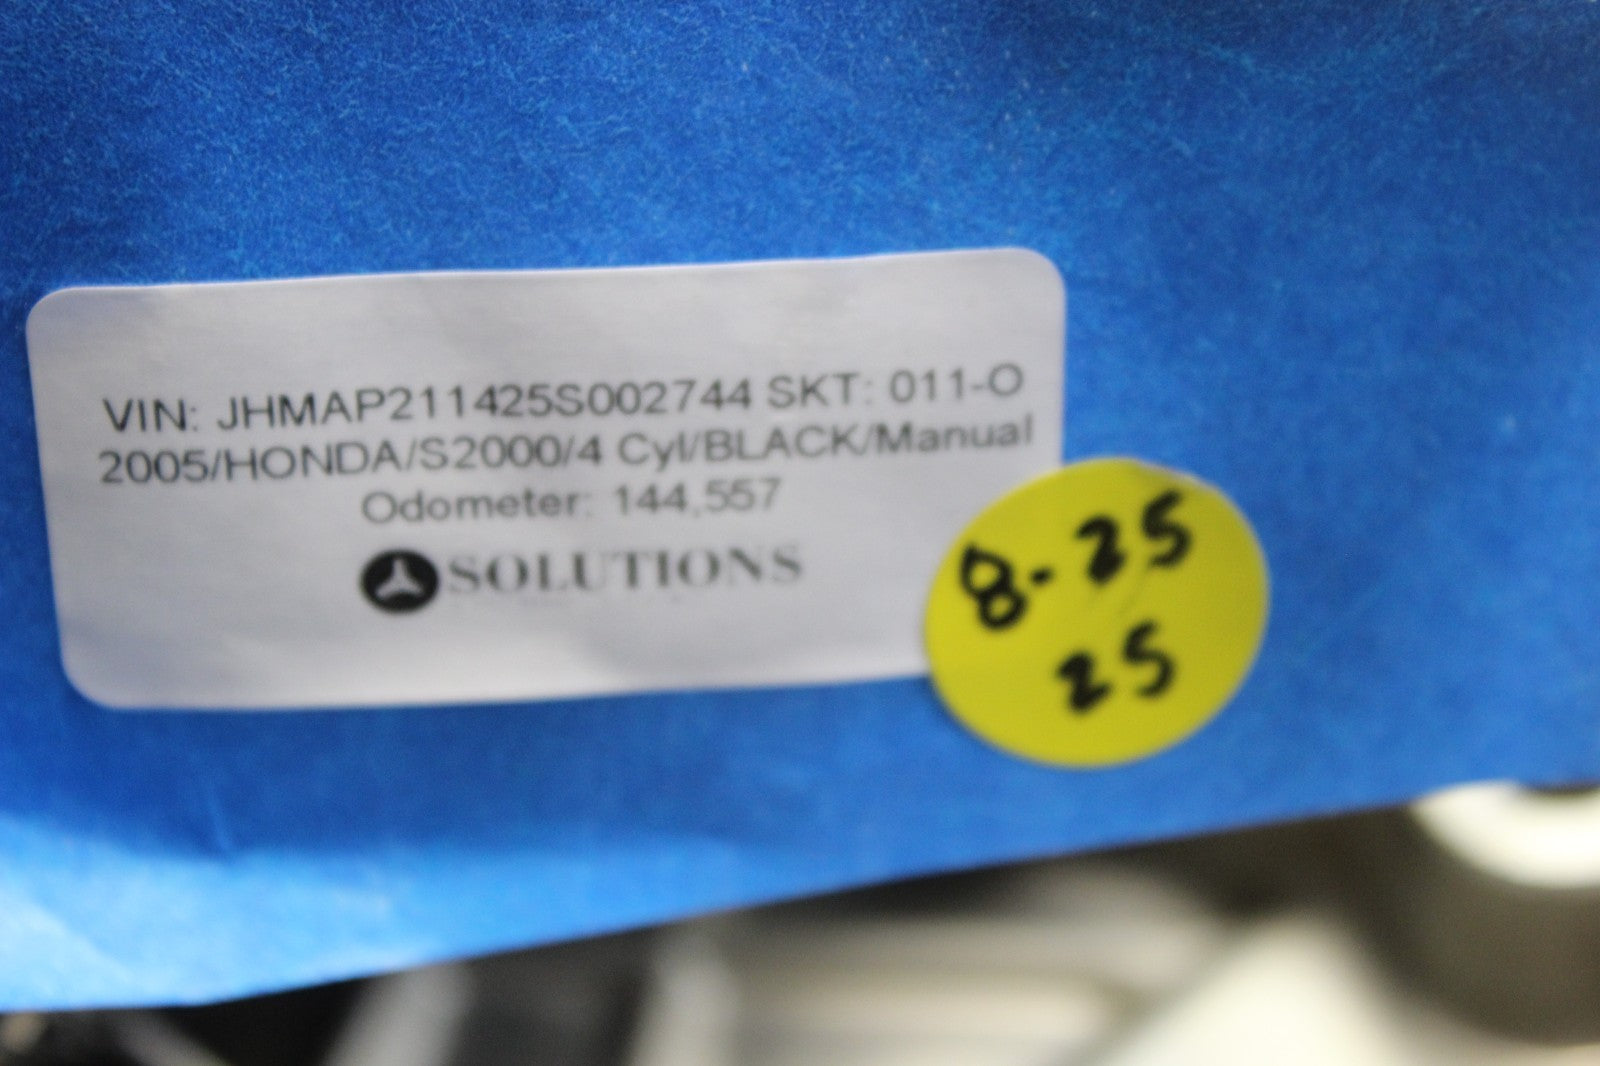 VIN: JHMAP211425S002744 SKT: 011-O
2005/HONDA/S2000/4 Cyl/BLACK/Manual
Odometer: 144,557
SOLUTIONS
8-25
25